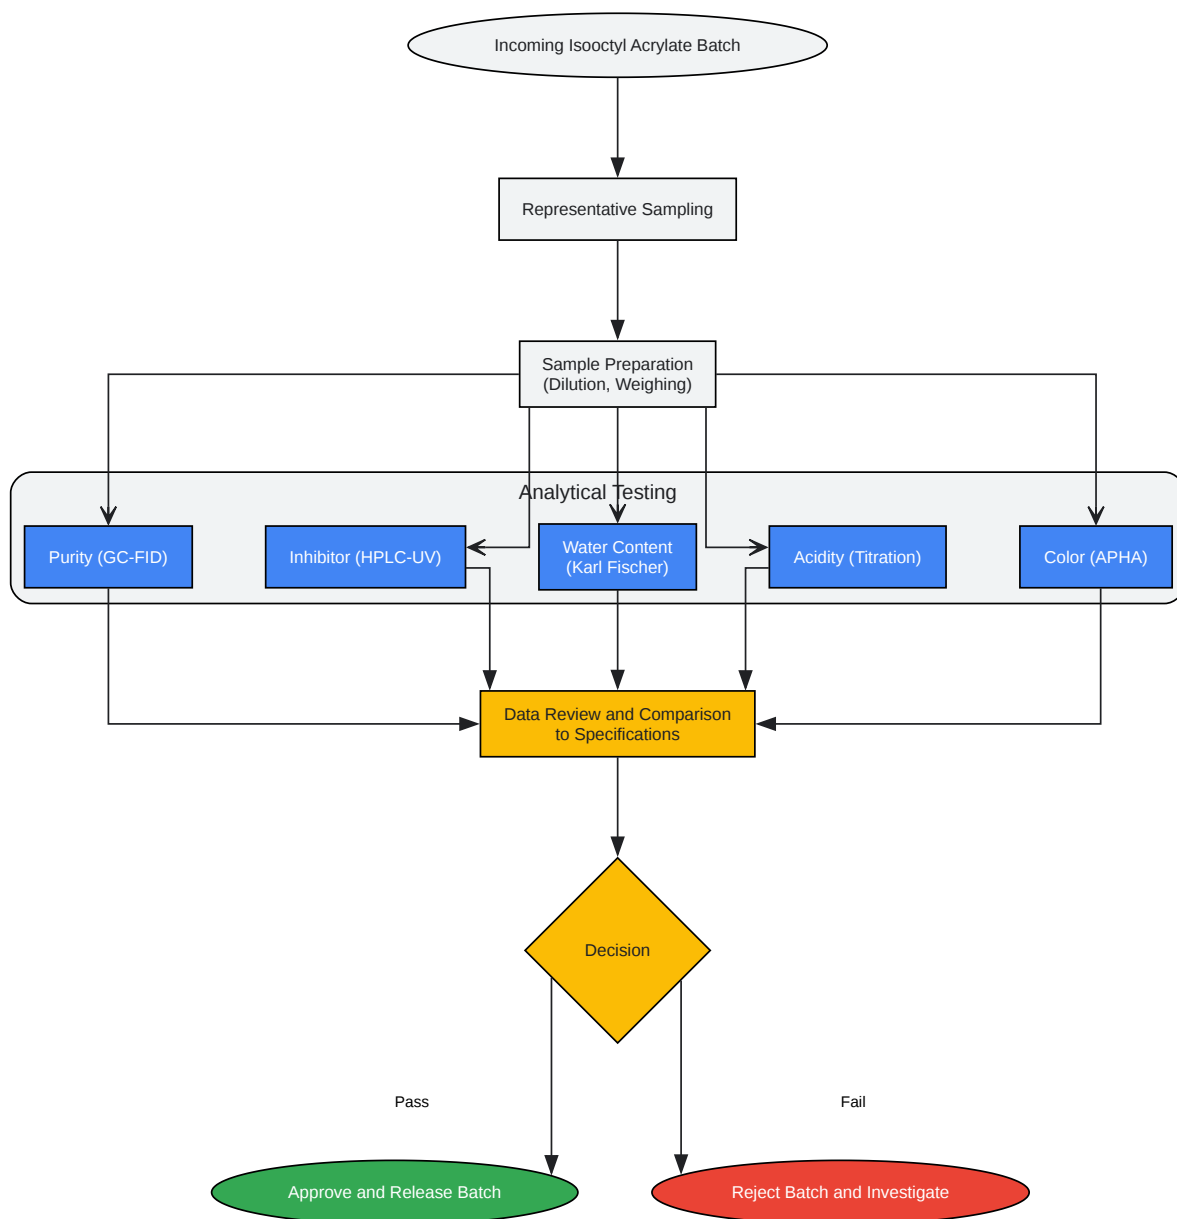 Incoming Isooctyl Acrylate Batch
Representative Sampling
Sample Preparation
(Dilution, Weighing)
Analytical Testing
Purity (GC-FID)
Inhibitor (HPLC-UV)
Water Content
(Karl Fischer)
Acidity (Titration)
Color (APHA)
Data Review and Comparison
to Specifications
Decision
Pass
Fail
Approve and Release Batch
Reject Batch and Investigate